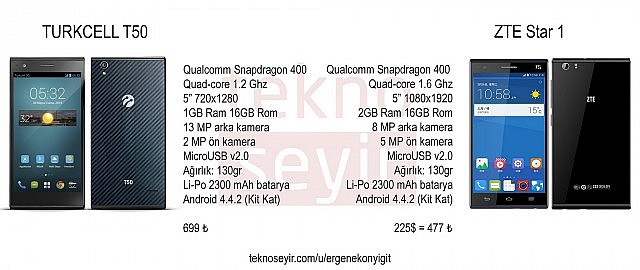 TURKCELL T50
ZTE Star 1
Qualcomm Snapdragon 400
Quad-core 1.2 Ghz
5" 720x1280
1GB Ram 16GB Rom
13 MP arka kamera
2 MP ön kamera
MicroUSB v2.0
Ağırlık: 130gr
Li-Po 2300 mAh batarya
Android 4.4.2 (Kit Kat)
699 ₺
Qualcomm Snapdragon 400
Quad-core 1.6 Ghz
5" 1080x1920
2GB Ram 16GB Rom
8 MP arka kamera
5 MP ön kamera
MicroUSB v2.0
Ağırlık: 130gr
Li-Po 2300 mAh batarya
Android 4.4.2 (Kit Kat)
225$ = 477 ₺
tekno
seyir
32°
T50
10:58
ZTE
teknoseyir.com/u/ergenekonyigit